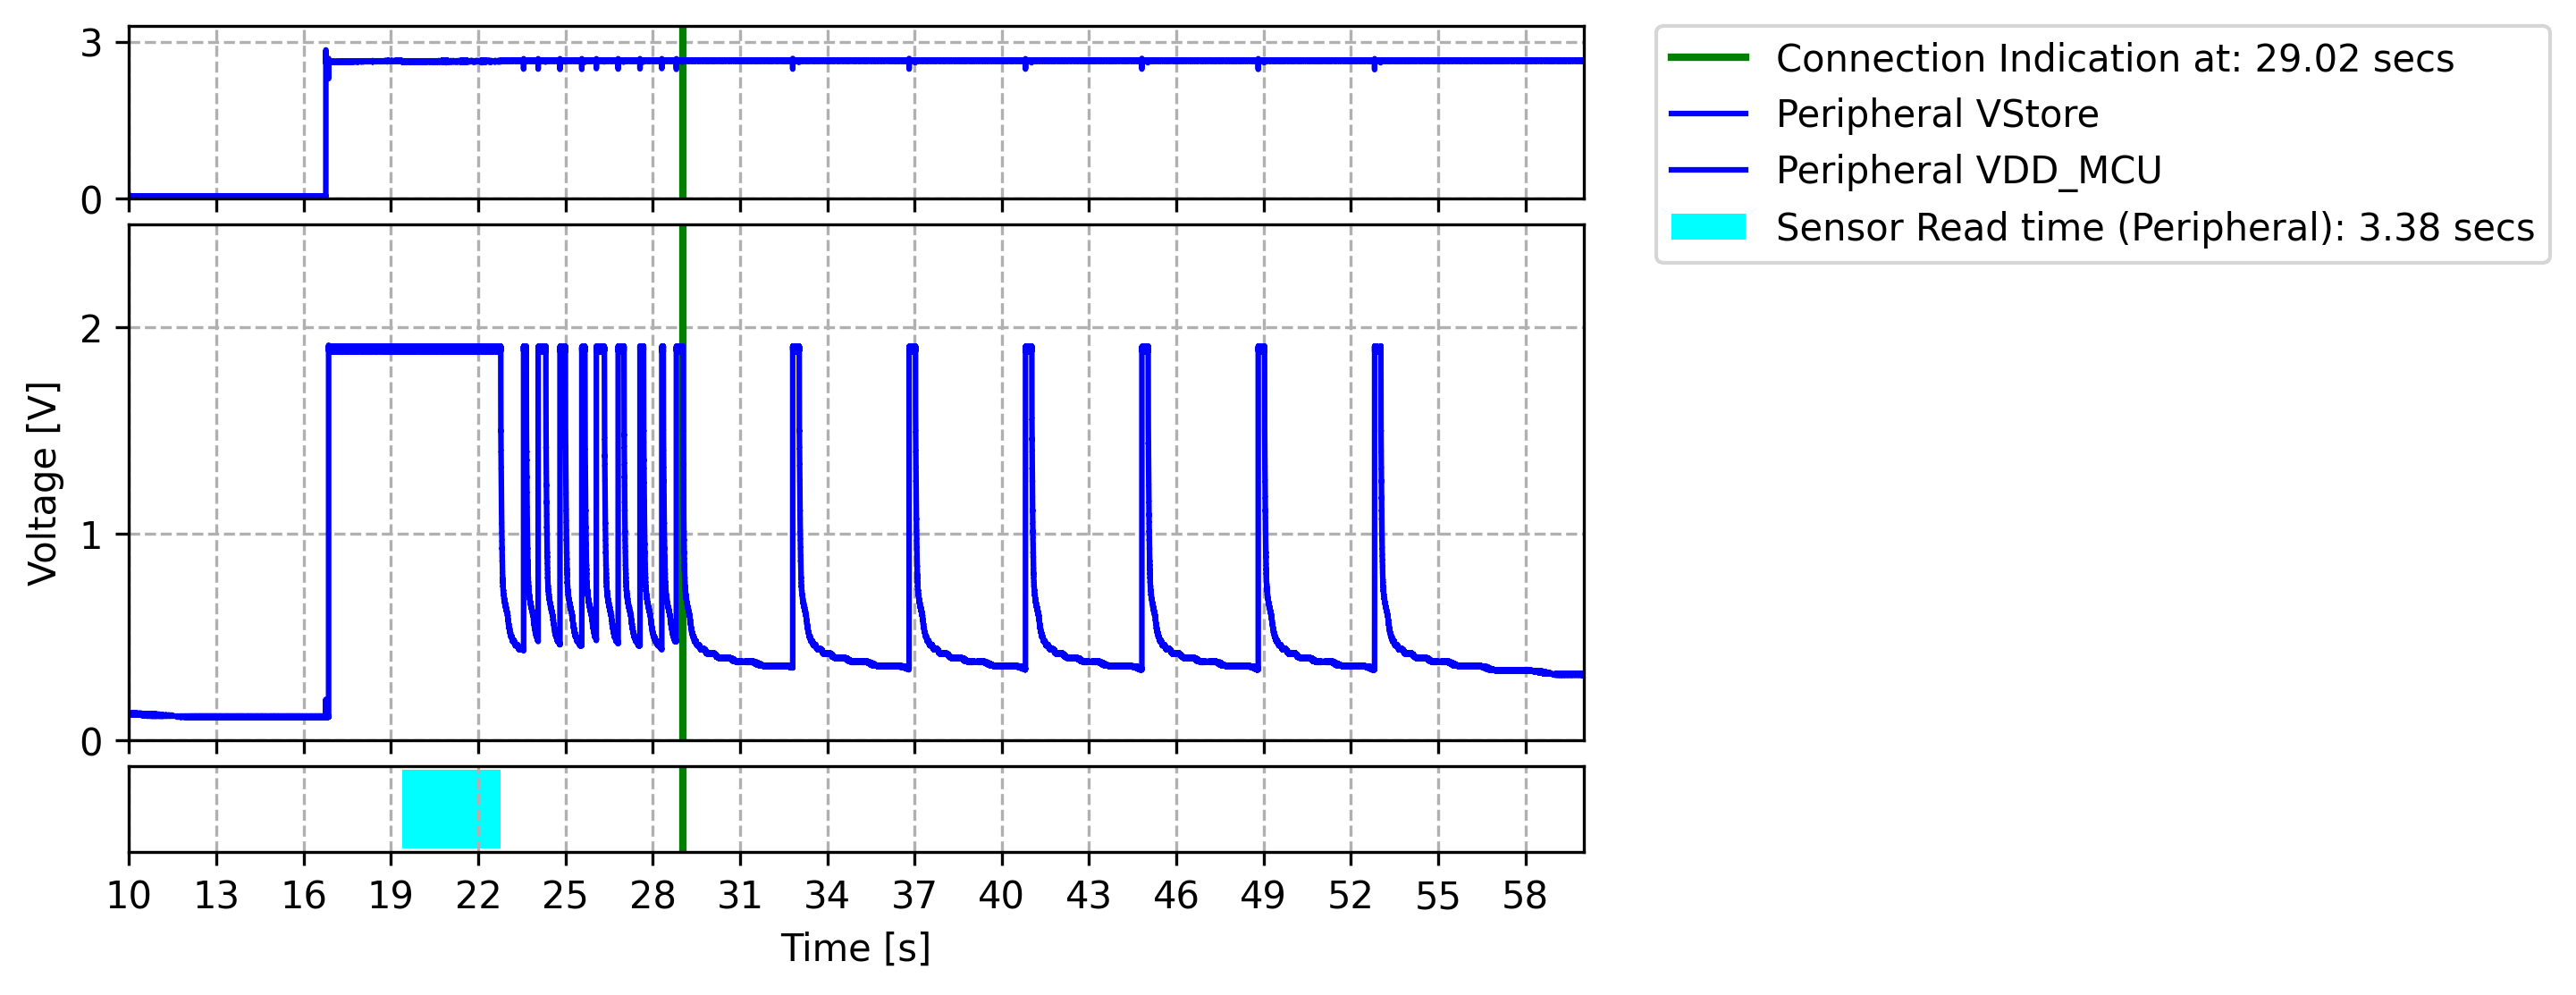 3
0
Connection Indication at: 29.02 secs
Peripheral VStore
Peripheral VDD_MCU
Sensor Read time (Peripheral): 3.38 secs
Voltage [V]
2
1
0
10 13 16 19 22 25 28 31 34 37 40 43 46 49 52 55 58
Time [s]